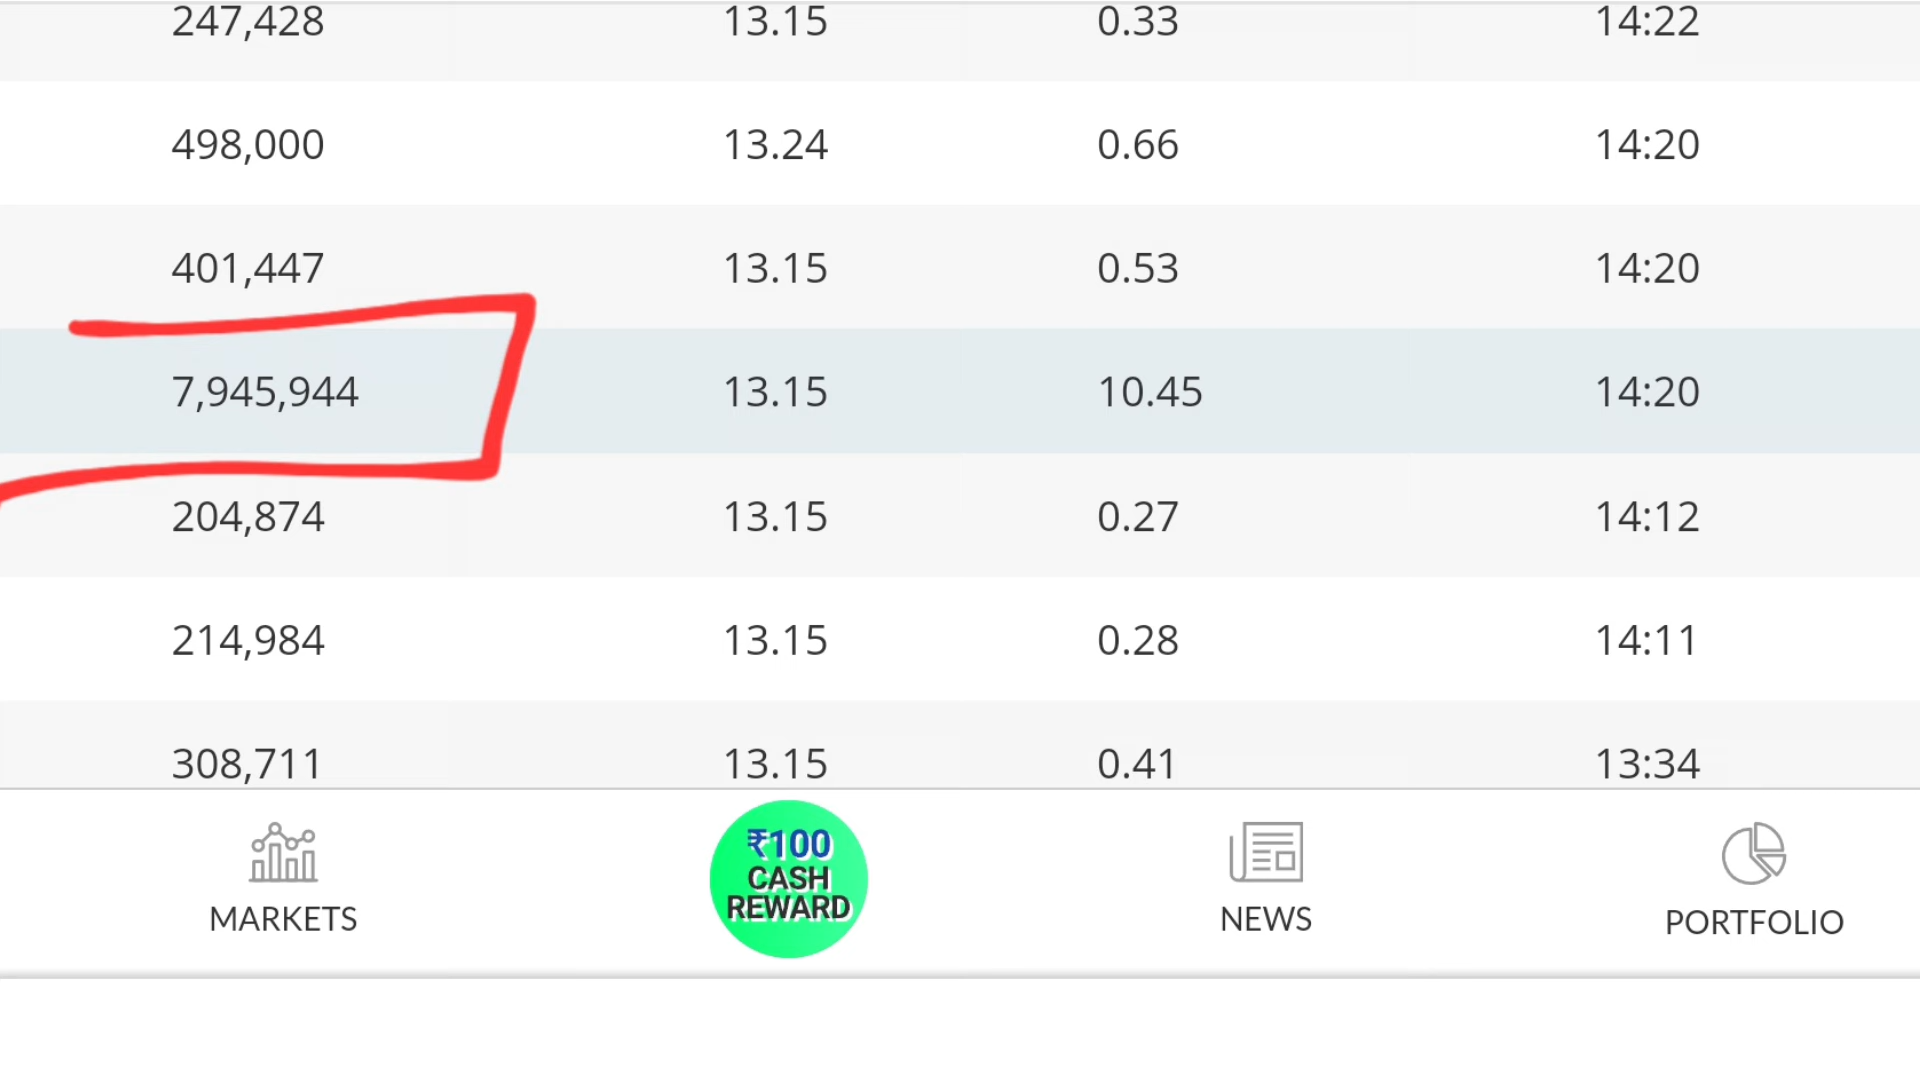 247,428 13.15 0.33 14:22
498,000 13.24 0.66 14:20
401,447 13.15 0.53 14:20
7,945,944 13.15 10.45 14:20
204,874 13.15 0.27 14:12
214,984 13.15 0.28 14:11
308,711 13.15 0.41 13:34
MARKETS
₹100
CASH
REWARD
NEWS
PORTFOLIO